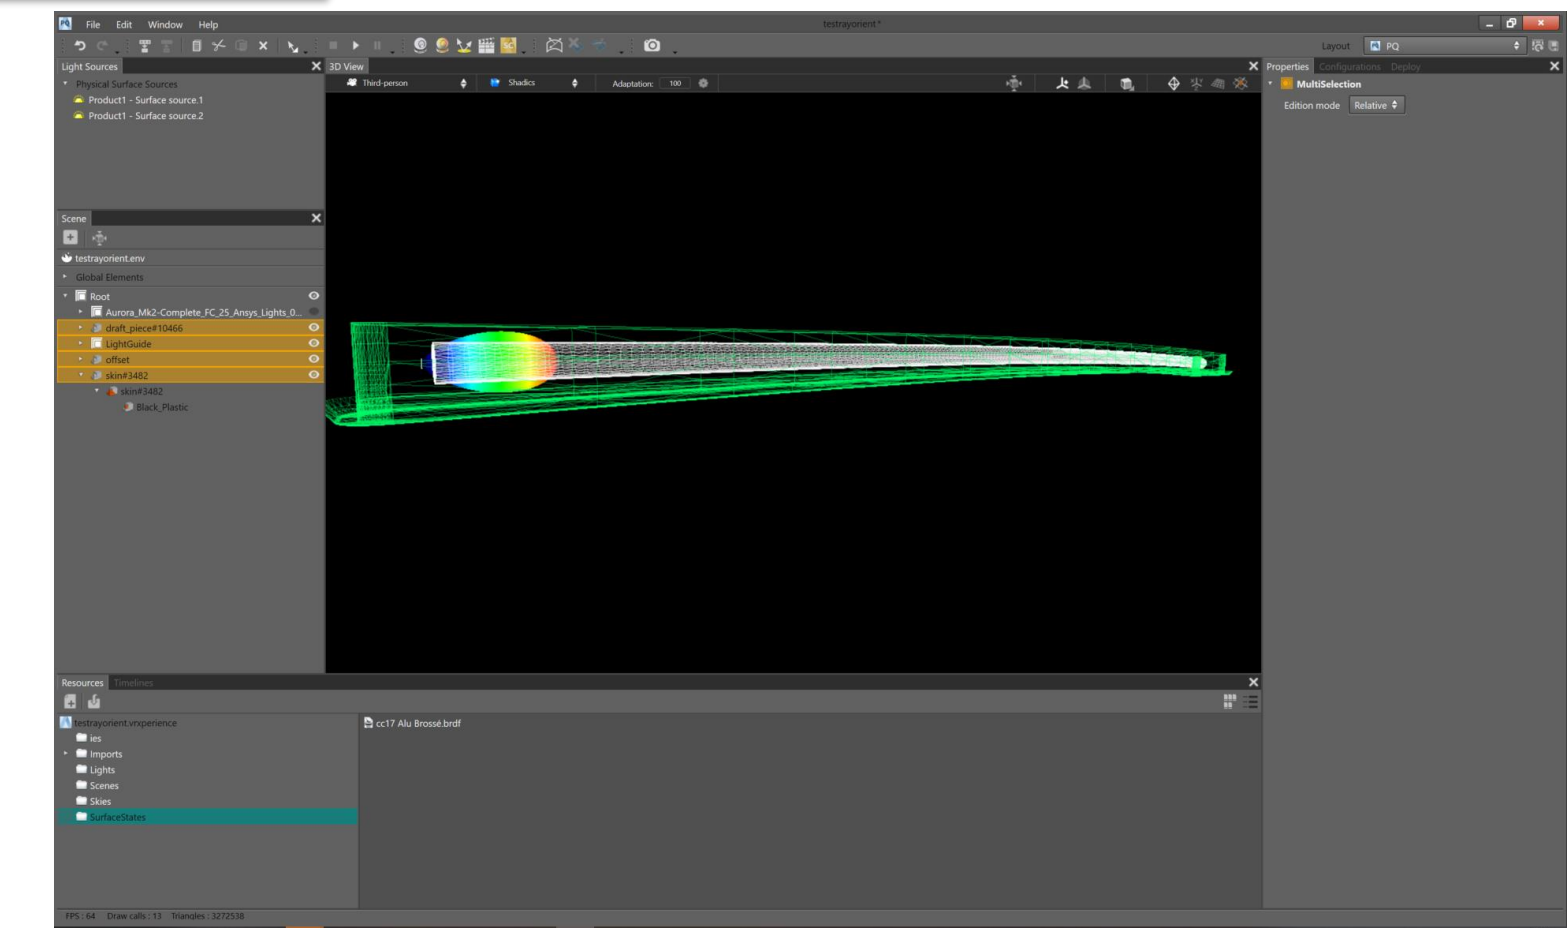 File Edit Window Help
testrayorient*
Layout PQ
Light Sources
Physical Surface Sources
Product1 - Surface source.1
Product1 - Surface source.2
Scene
testrayorient.env
Global Elements
Root
Aurora_Mk2-Complete_FC_25_Ansys_Lights_0...
draft_piece#10466
LightGuide
offset
skin#3482
skin#3482
Black_Plastic
3D View
Third-person Shadics Adaptation: 100
Properties Configurations Deploy
MultiSelection
Edition mode Relative
Resources Timelines
testrayorient.vrxperience
ies
Imports
Lights
Scenes
Skies
SurfaceStates
cc17 Alu Brossé.brdf
FPS : 64 Draw calls : 13 Triangles : 3272538